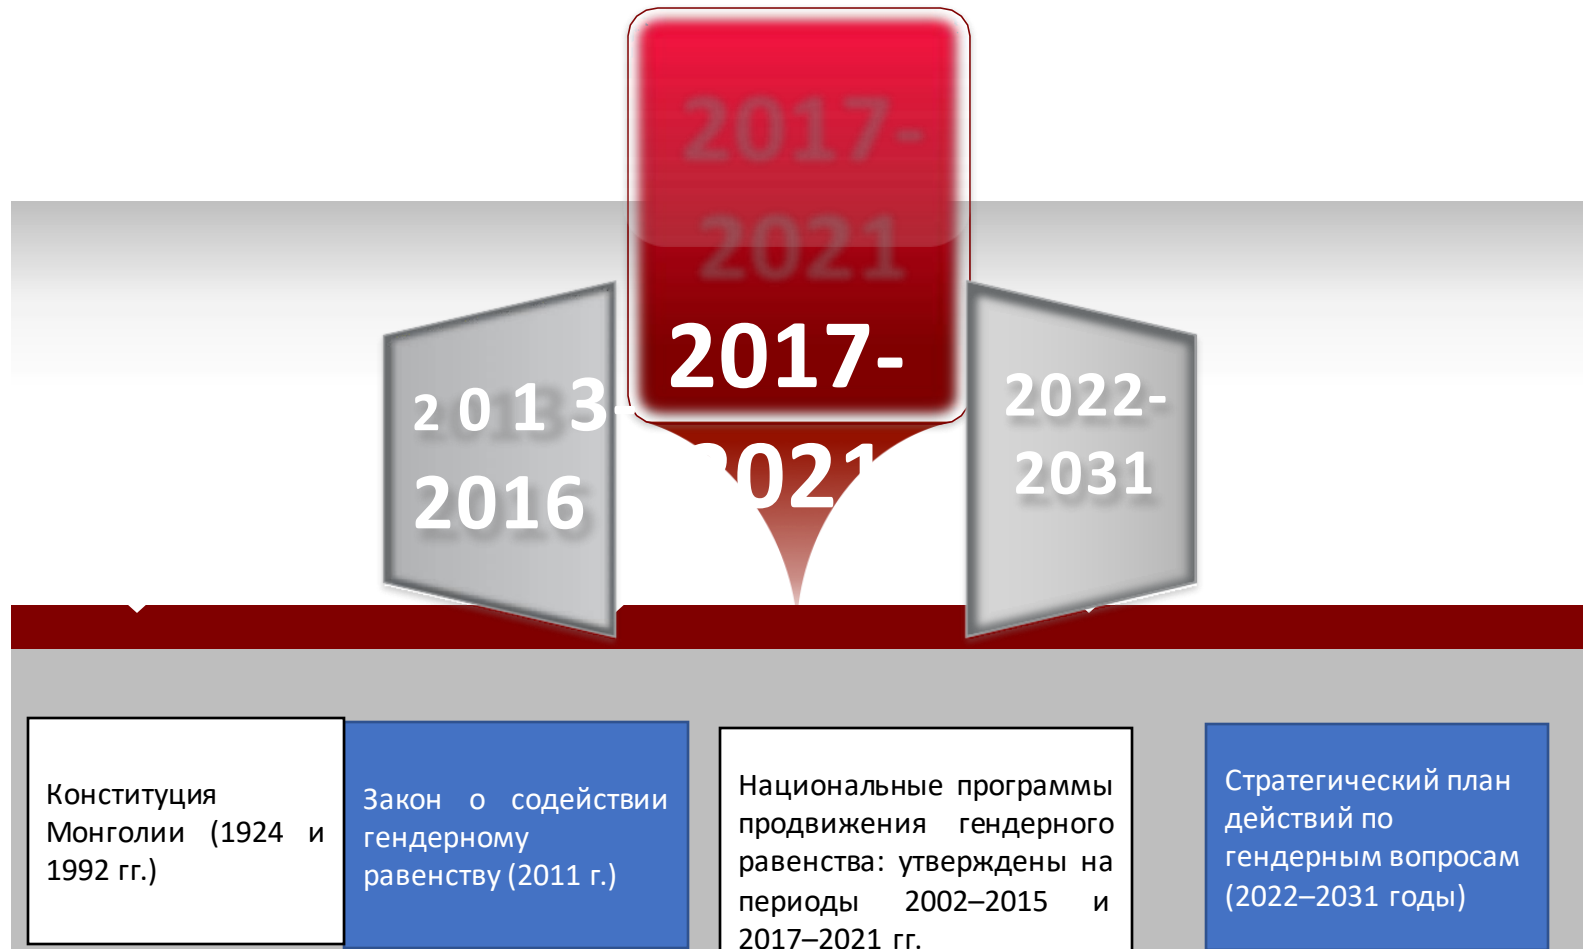 2017-
2021
2017-
2021
2013-
2016
2022-
2031
Конституция
Монголии (1924 и
1992 гг.)
Закон о содействии
гендерному
равенству (2011 г.)
Национальные программы
продвижения гендерного
равенства: утверждены на
периоды 2002–2015 и
2017–2021 гг.
Стратегический план
действий по
гендерным вопросам
(2022–2031 годы)